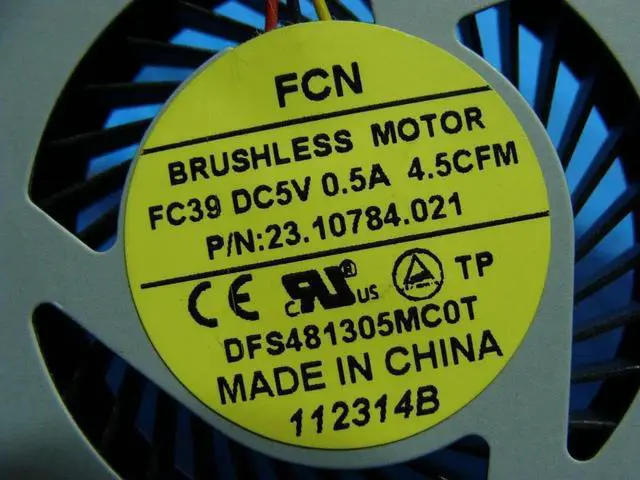 FCN
BRUSHLESS MOTOR
FC39 DC5V 0.5A 4.5CFM
P/N:23.10784.021
CE c RU ® US TP
DFS481305MC0T
MADE IN CHINA
112314B